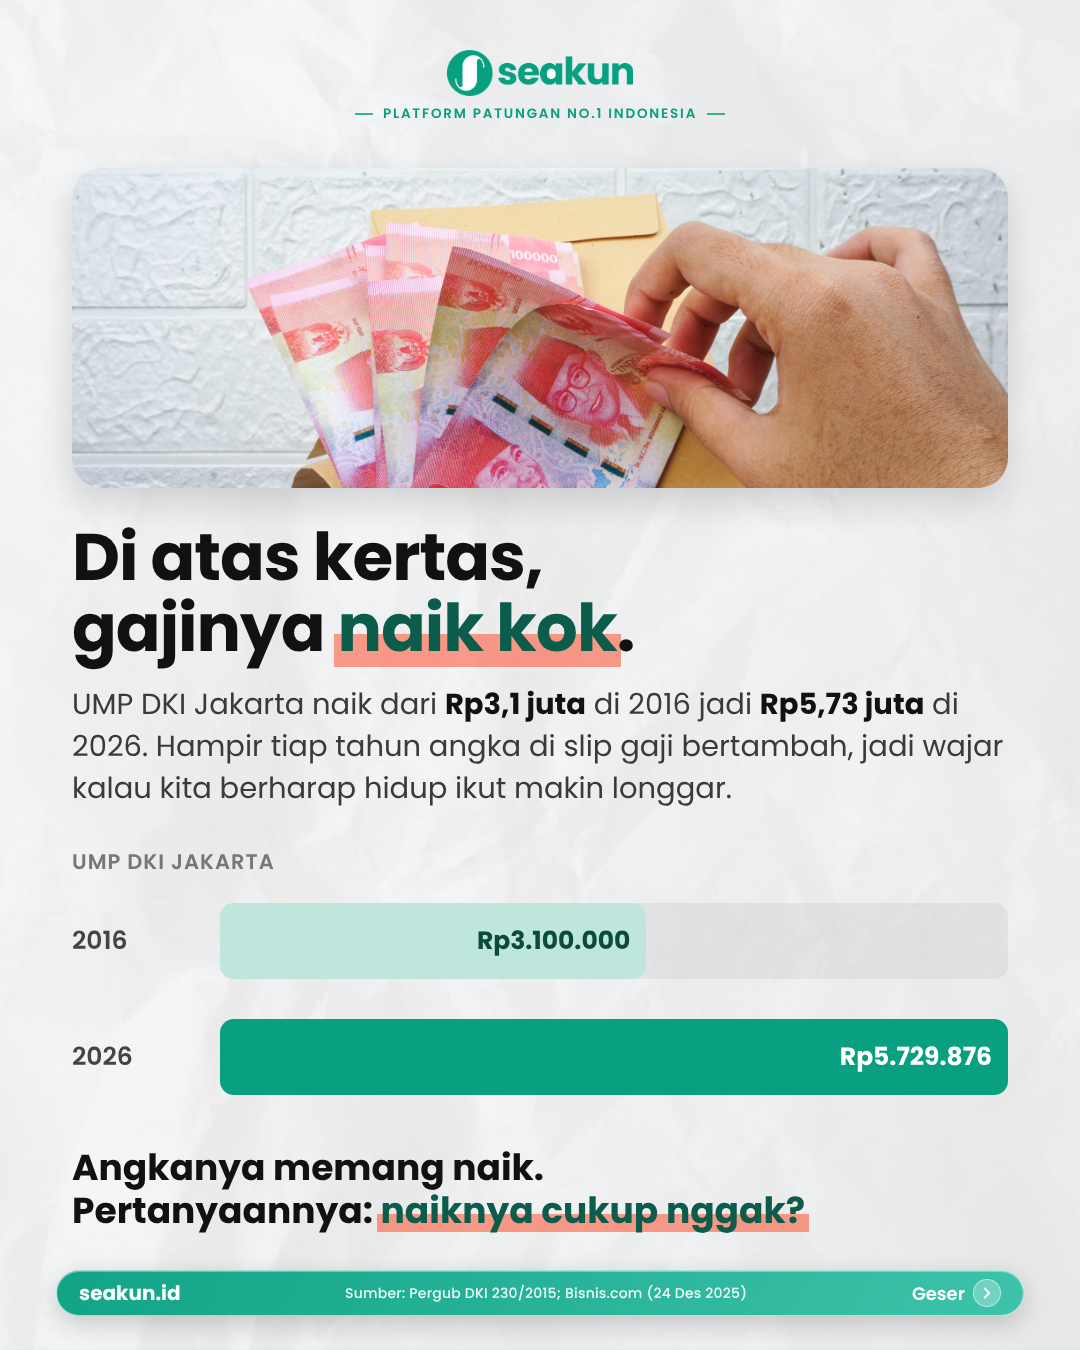 seakun
PLATFORM PATUNGAN NO.1 INDONESIA
100000
Di atas kertas,
gajinya naik kok.
UMP DKI Jakarta naik dari Rp3,1 juta di 2016 jadi Rp5,73 juta di
2026. Hampir tiap tahun angka di slip gaji bertambah, jadi wajar
kalau kita berharap hidup ikut makin longgar.
UMP DKI JAKARTA
2016
Rp3.100.000
2026
Rp5.729.876
Angkanya memang naik.
Pertanyaannya: naiknya cukup nggak?
seakun.id
Sumber: Pergub DKI 230/2015; Bisnis.com (24 Des 2025)
Geser